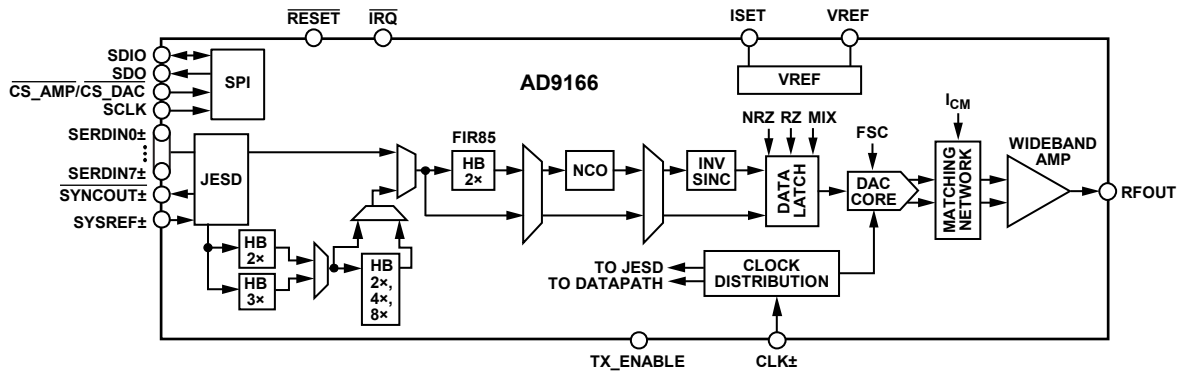 RESET
IRQ
ISET
VREF
SDIO
SDO
CS_AMP/CS_DAC
SCLK
SPI
AD9166
VREF
SERDIN0±
SERDIN7±
SYNCOUT±
SYSREF±
JESD
HB
2×
HB
3×
HB
2×,
4×,
8×
FIR85
HB
2×
NCO
INV
SINC
NRZ RZ MIX
DATA
LATCH
FSC
DAC
CORE
ICM
MATCHING
NETWORK
WIDEBAND
AMP
RFOUT
TO JESD
TO DATAPATH
CLOCK
DISTRIBUTION
TX_ENABLE
CLK±